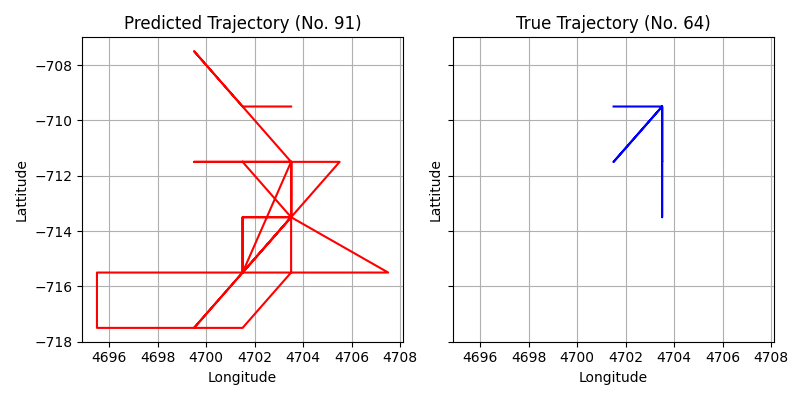 Predicted Trajectory (No. 91)
True Trajectory (No. 64)
−708
−710
−712
−714
−716
−718
Lattitude
Lattitude
4696 4698 4700 4702 4704 4706 4708
4696 4698 4700 4702 4704 4706 4708
Longitude
Longitude